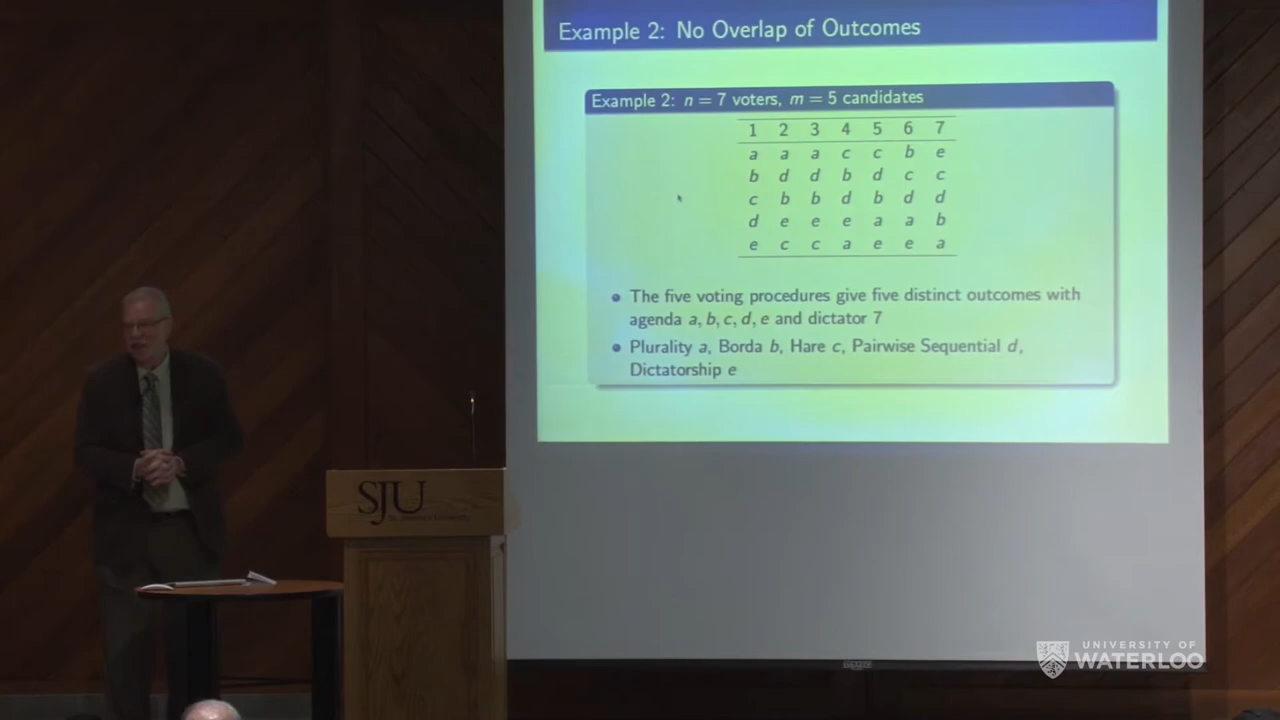 Example 2: No Overlap of Outcomes
Example 2: n = 7 voters, m = 5 candidates
1 2 3 4 5 6 7
a a a c c b e
b d d b d c c
c b b d b d d
d e e e a a b
e c c a e e a
The five voting procedures give five distinct outcomes with
agenda a, b, c, d, e and dictator 7
Plurality a, Borda b, Hare c, Pairwise Sequential d,
Dictatorship e
SJU
UNIVERSITY OF
WATERLOO